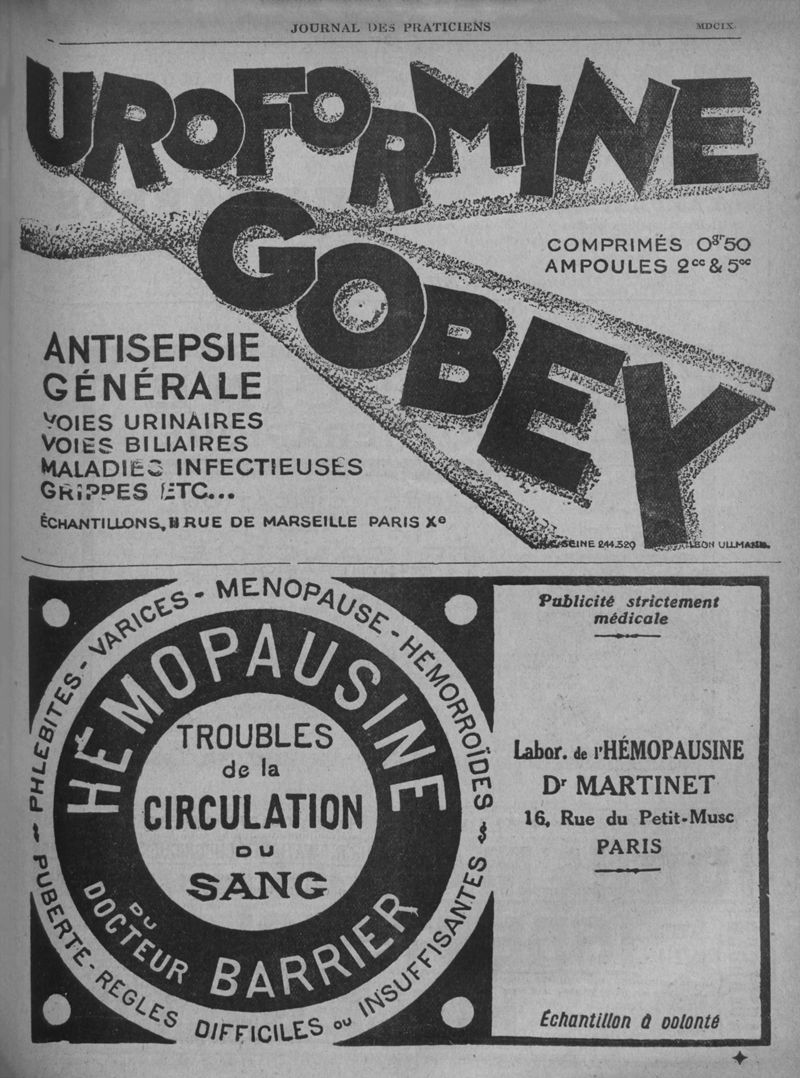 JOURNAL DES PRATICIENS
MDCIX
UROFORMINE
GOBEY
COMPRIMÉS 0gr50
AMPOULES 2cc & 5cc
ANTISEPSIE
GÉNÉRALE
VOIES URINAIRES
VOIES BILIAIRES
MALADIES INFECTIEUSES
GRIPPES ETC...
ÉCHANTILLONS, RUE DE MARSEILLE PARIS Xe
SEINE 244.520
LÉON ULLMANN
PHLEBITES - VARICES - MENOPAUSE - HÉMORROÏDES
HÉMOPAUSINE
TROUBLES
de la
CIRCULATION
DU
SANG
DU
DOCTEUR BARRIER
PUBERTE - REGLES DIFFICILES ou INSUFFISANTES
Publicité strictement
médicale
Labor. de l'HÉMOPAUSINE
Dr MARTINET
16, Rue du Petit-Musc
PARIS
Échantillon à volonté